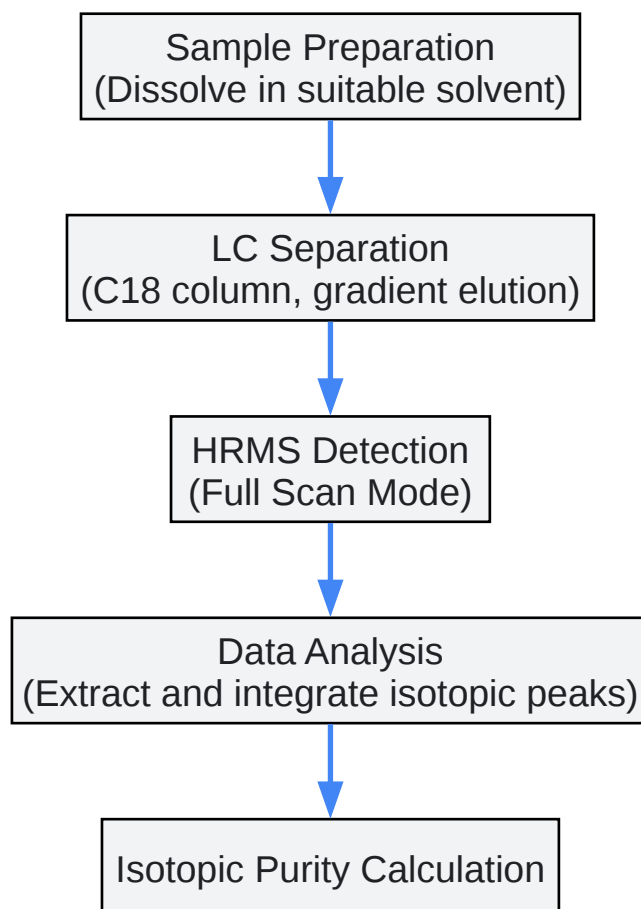 Sample Preparation
(Dissolve in suitable solvent)
LC Separation
(C18 column, gradient elution)
HRMS Detection
(Full Scan Mode)
Data Analysis
(Extract and integrate isotopic peaks)
Isotopic Purity Calculation